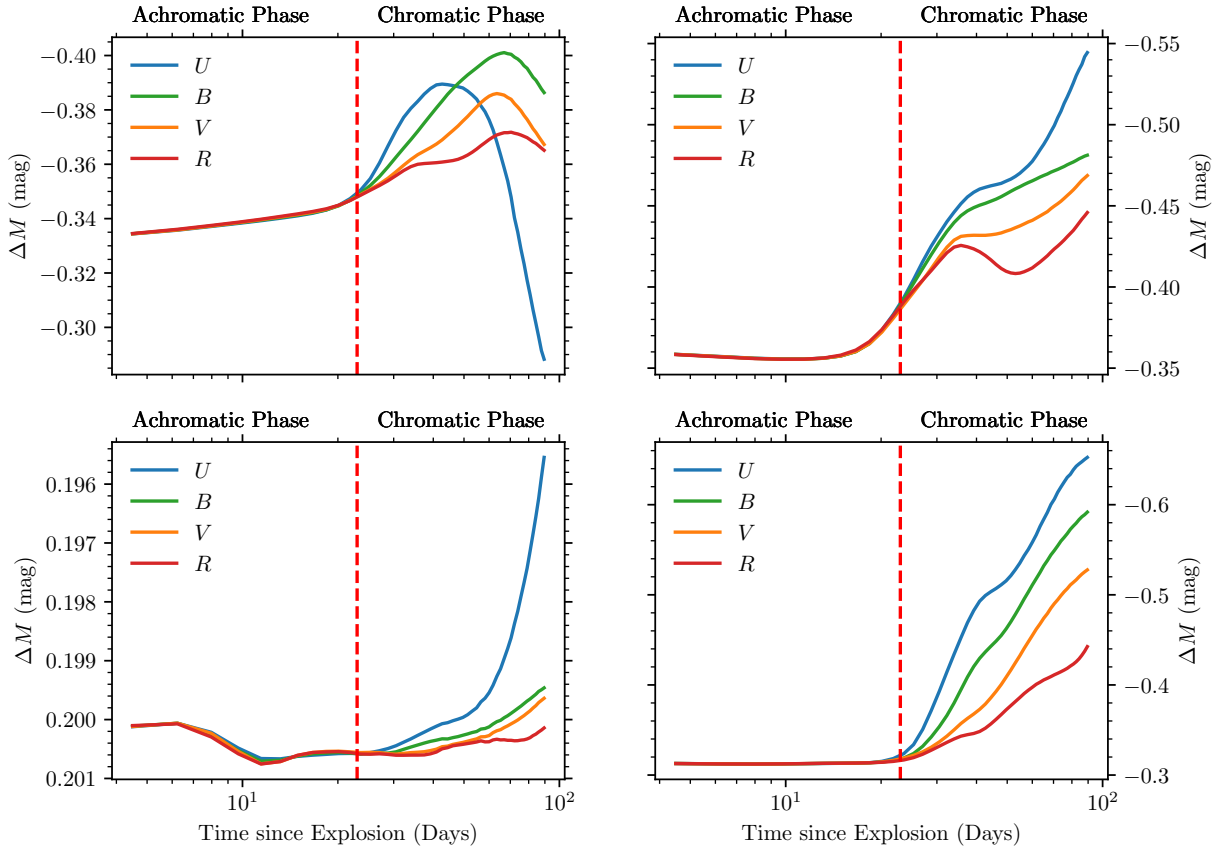 Achromatic Phase Chromatic Phase
−0.40
−0.38
−0.36
−0.34
−0.32
−0.30
ΔM (mag)
U
B
V
R
Achromatic Phase Chromatic Phase
−0.55
−0.50
−0.45
−0.40
−0.35
ΔM (mag)
U
B
V
R
Achromatic Phase Chromatic Phase
0.196
0.197
0.198
0.199
0.200
0.201
ΔM (mag)
U
B
V
R
10¹ 10²
Time since Explosion (Days)
Achromatic Phase Chromatic Phase
−0.6
−0.5
−0.4
−0.3
ΔM (mag)
U
B
V
R
10¹ 10²
Time since Explosion (Days)